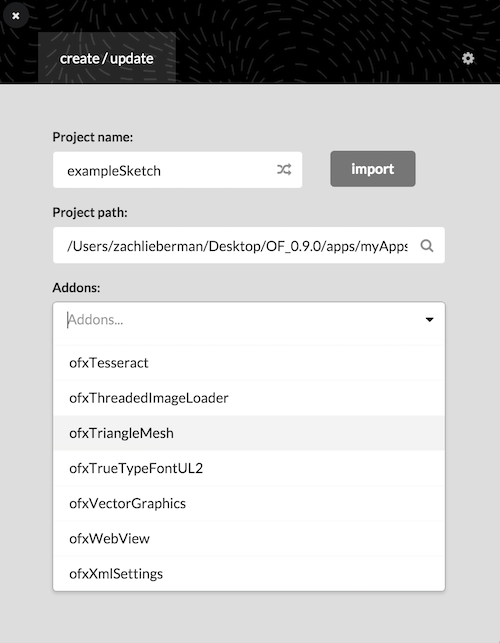 create / update
Project name:
exampleSketch
import
Project path:
/Users/zachlieberman/Desktop/OF_0.9.0/apps/myApps
Addons:
Addons...
ofxTesseract
ofxThreadedImageLoader
ofxTriangleMesh
ofxTrueTypeFontUL2
ofxVectorGraphics
ofxWebView
ofxXmlSettings